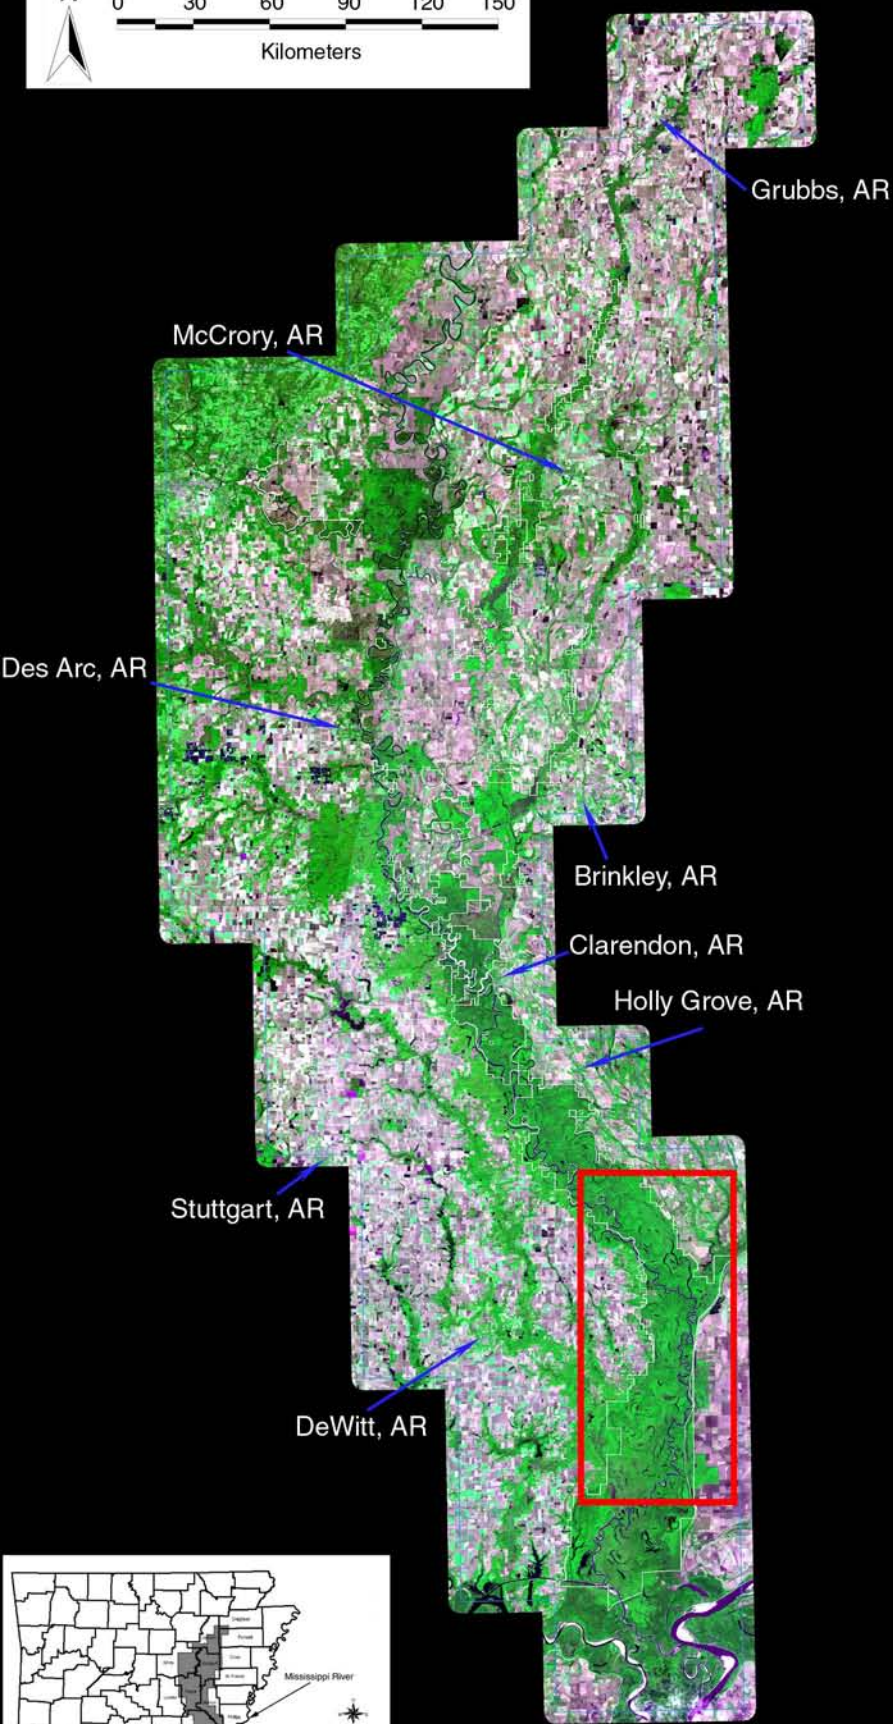 0 30 60 90 120 150
Kilometers
Grubbs, AR
McCrory, AR
Des Arc, AR
Brinkley, AR
Clarendon, AR
Holly Grove, AR
Stuttgart, AR
DeWitt, AR
Mississippi River